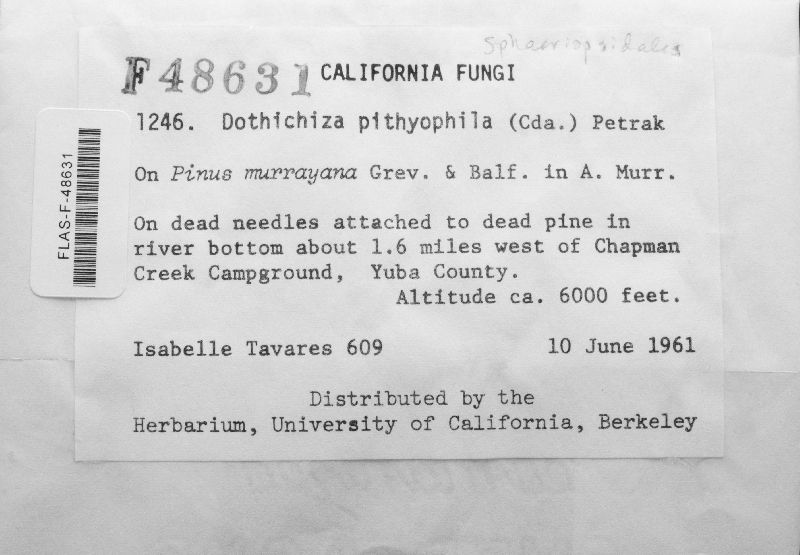 Sphaeriopsidales
F48631 CALIFORNIA FUNGI
1246. Dothichiza pithyophila (Cda.) Petrak
On Pinus murrayana Grev. & Balf. in A. Murr.
On dead needles attached to dead pine in
river bottom about 1.6 miles west of Chapman
Creek Campground, Yuba County.
Altitude ca. 6000 feet.
Isabelle Tavares 609 10 June 1961
Distributed by the
Herbarium, University of California, Berkeley
FLAS-F-48631